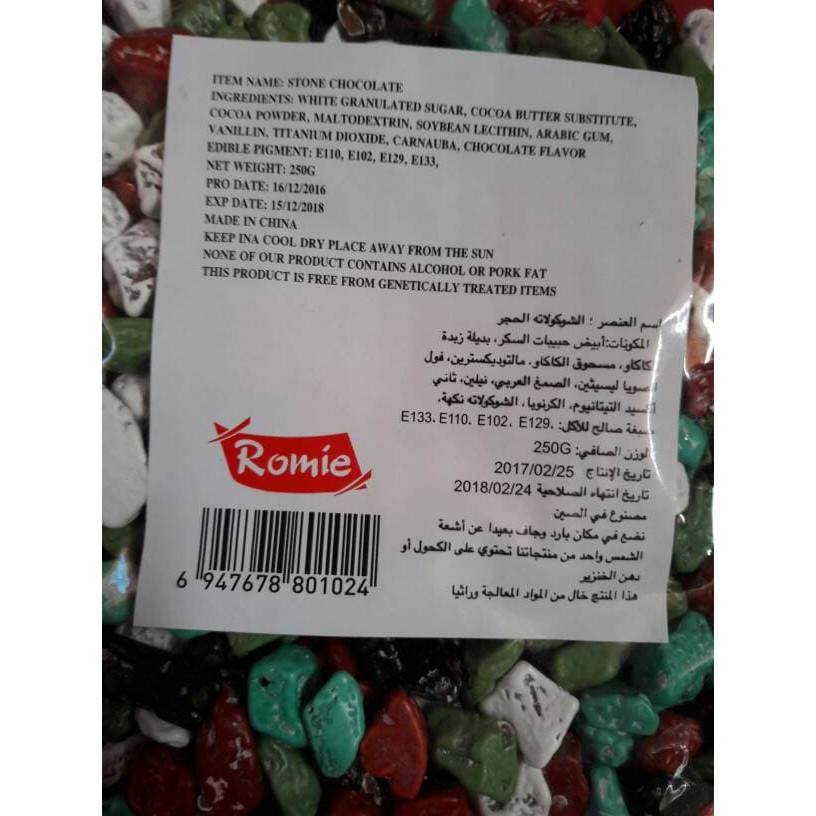 ITEM NAME: STONE CHOCOLATE
INGREDIENTS: WHITE GRANULATED SUGAR, COCOA BUTTER SUBSTITUTE,
COCOA POWDER, MALTODEXTRIN, SOYBEAN LECITHIN, ARABIC GUM,
VANILLIN, TITANIUM DIOXIDE, CARNAUBA, CHOCOLATE FLAVOR
EDIBLE PIGMENT: E110, E102, E129, E133,
NET WEIGHT: 250G
PRO DATE: 16/12/2016
EXP DATE: 15/12/2018
MADE IN CHINA
KEEP INA COOL DRY PLACE AWAY FROM THE SUN
NONE OF OUR PRODUCT CONTAINS ALCOHOL OR PORK FAT
THIS PRODUCT IS FREE FROM GENETICALLY TREATED ITEMS
اسم العنصر : الشوكولاته الحجر
المكونات:أبيض حبيبات السكر، بديلة زبدة
كاكاو، مسحوق الكاكاو، مالتوديكسترين، فول
الصويا ليسيثين، الصمغ العربي، نيلين، ثاني
أكسيد التيتانيوم، الكرنوبا، الشوكولاته نكهة،
صبغة صالح للأكل: E133، E110، E102، E129،
الوزن الصافي: 250G
تاريخ الإنتاج 2017/02/25
تاريخ انتهاء الصلاحية 2018/02/24
مصنوع في الصين
نضع في مكان بارد وجاف بعيدا عن أشعة
الشمس واحد من منتجاتنا تحتوي على الكحول أو
دهن الخنزير
هذا المنتج خال من المواد المعالجة وراثيا
Romie
6 947678 801024